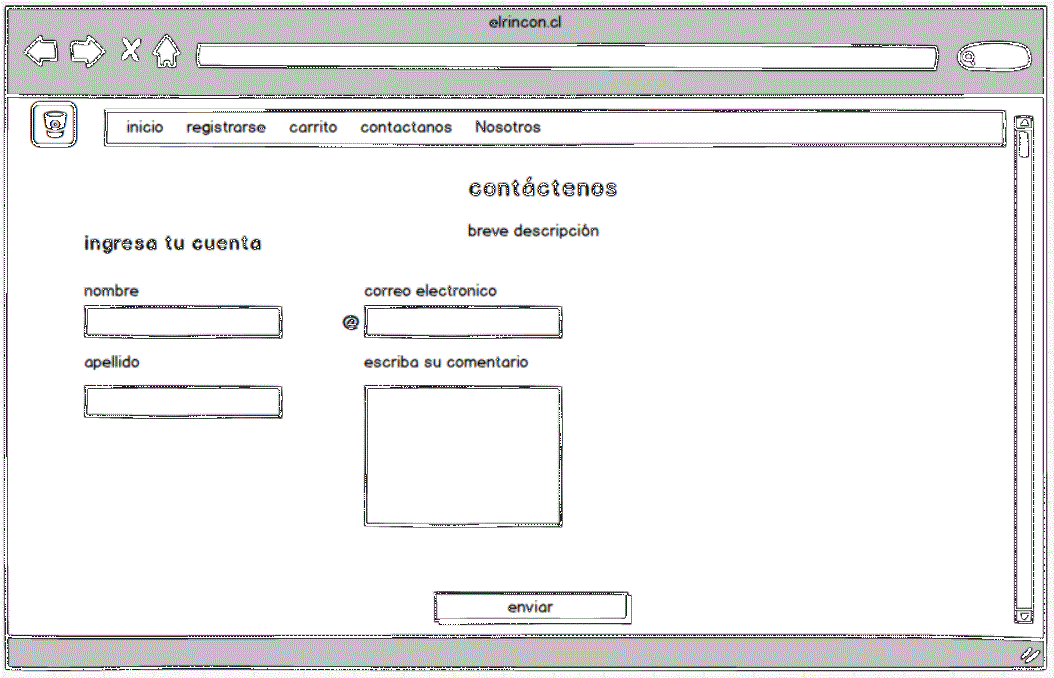 elrincon.cl
inicio registrarse carrito contactanos Nosotros
contáctenos
breve descripción
ingresa tu cuenta
nombre correo electronico
@
apellido escriba su comentario
enviar